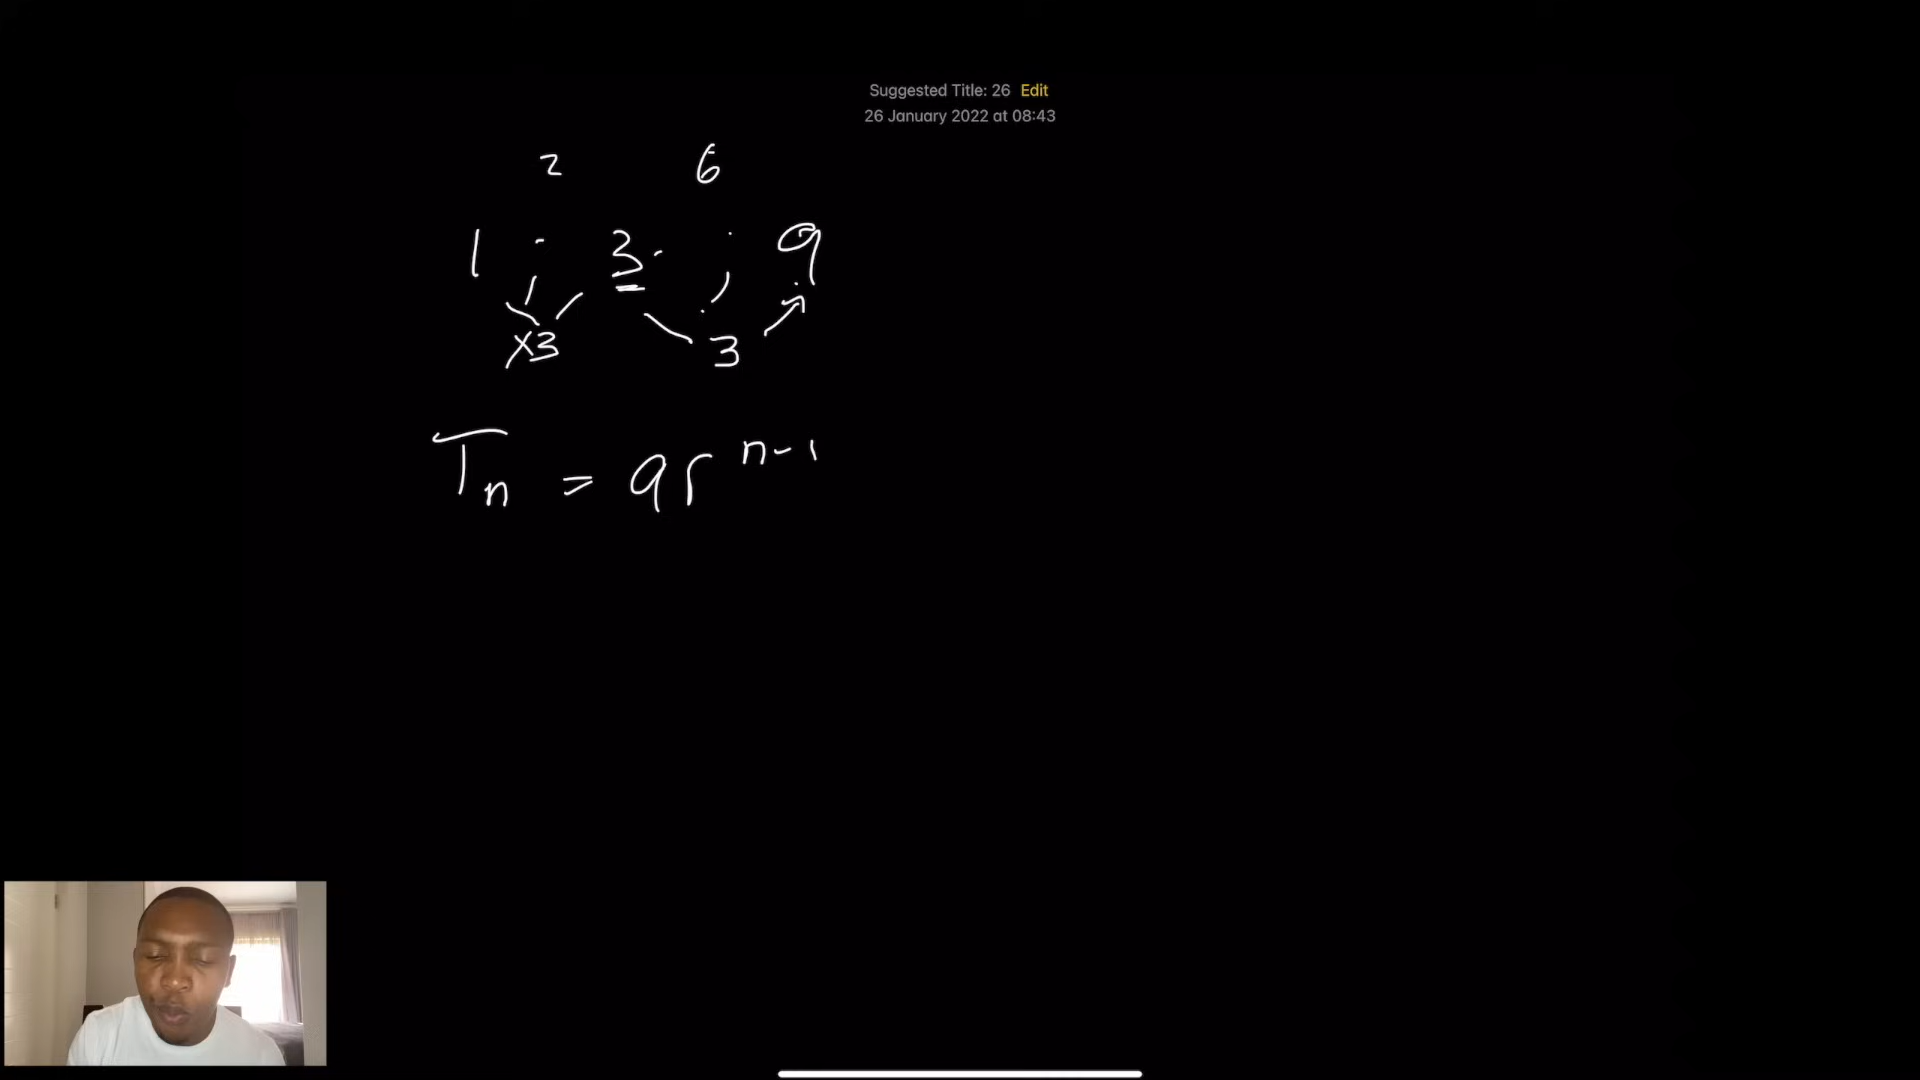 Suggested Title: 26 Edit
26 January 2022 at 08:43
2 6
1 ; 3 ; 9
×3 3
Tn = ar^n-1